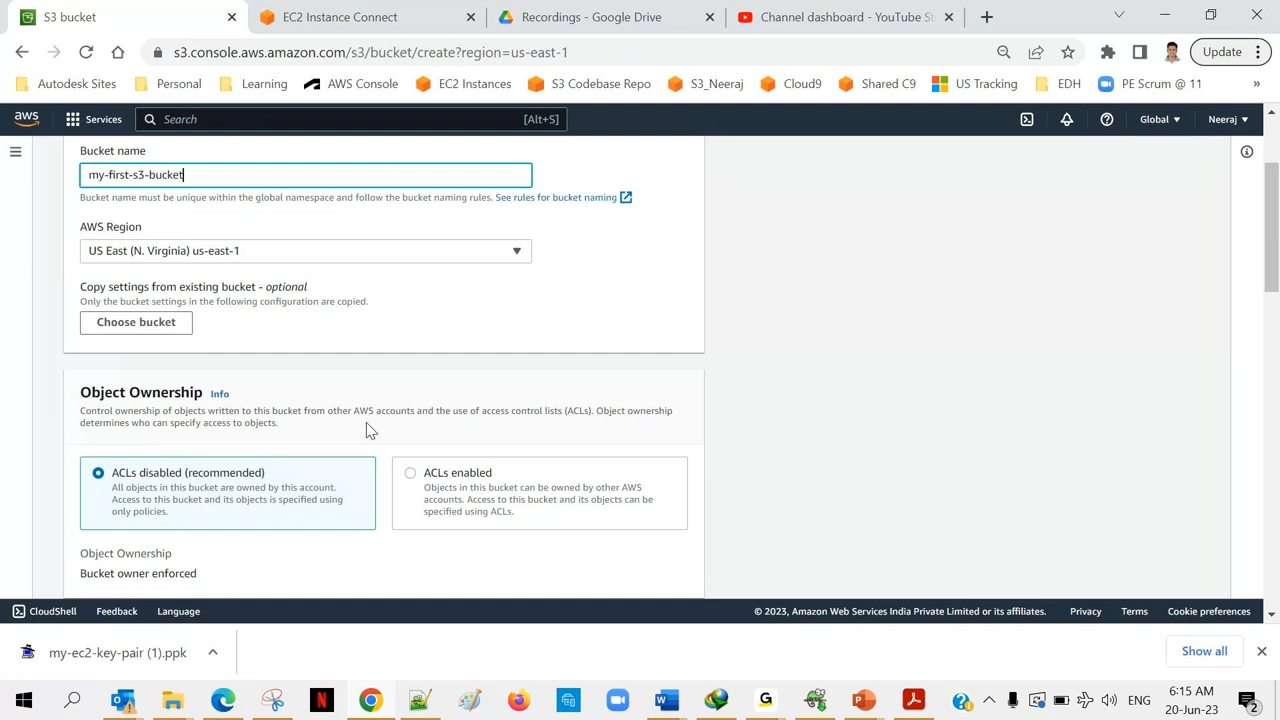 S3 bucket
EC2 Instance Connect
Recordings - Google Drive
Channel dashboard - YouTube St
s3.console.aws.amazon.com/s3/bucket/create?region=us-east-1
Update
Autodesk Sites
Personal
Learning
AWS Console
EC2 Instances
S3 Codebase Repo
S3_Neeraj
Cloud9
Shared C9
US Tracking
EDH
PE Scrum @ 11
»
aws
Services
Search
[Alt+S]
Global
Neeraj
Bucket name
my-first-s3-bucket
Bucket name must be unique within the global namespace and follow the bucket naming rules. See rules for bucket naming
AWS Region
US East (N. Virginia) us-east-1
Copy settings from existing bucket - optional
Only the bucket settings in the following configuration are copied.
Choose bucket
Object Ownership Info
Control ownership of objects written to this bucket from other AWS accounts and the use of access control lists (ACLs). Object ownership
determines who can specify access to objects.
ACLs disabled (recommended)
All objects in this bucket are owned by this account.
Access to this bucket and its objects is specified using
only policies.
ACLs enabled
Objects in this bucket can be owned by other AWS
accounts. Access to this bucket and its objects can be
specified using ACLs.
Object Ownership
Bucket owner enforced
CloudShell
Feedback
Language
© 2023, Amazon Web Services India Private Limited or its affiliates.
Privacy
Terms
Cookie preferences
my-ec2-key-pair (1).ppk
Show all
ENG
6:15 AM
20-Jun-23
2